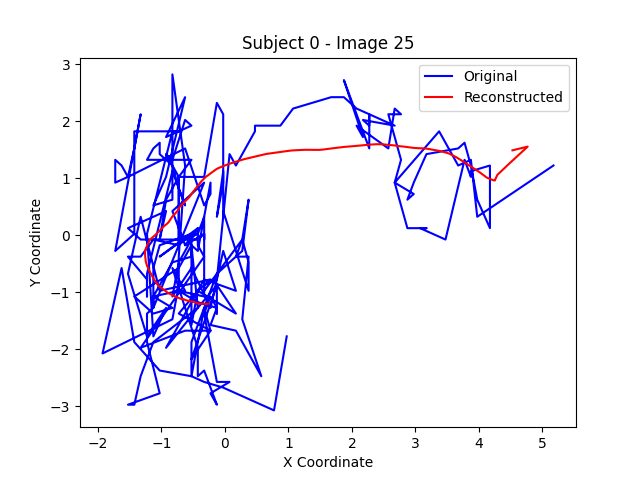 Subject 0 - Image 25
Original
Reconstructed
3
2
1
0
−1
−2
−3
Y Coordinate
−2 −1 0 1 2 3 4 5
X Coordinate